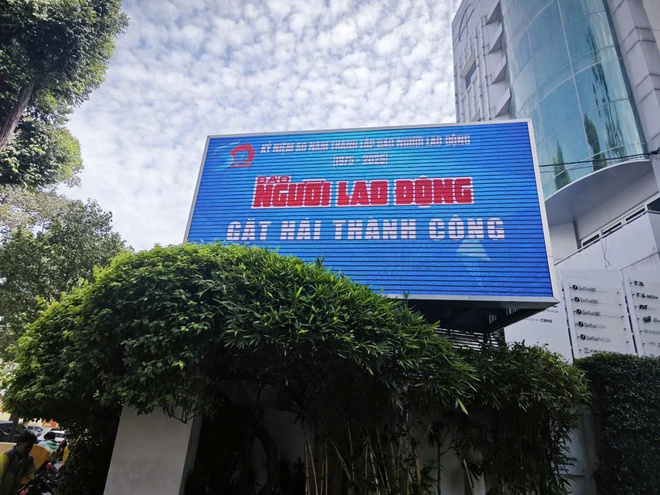 50
KỶ NIỆM 50 NĂM THÀNH LẬP BÁO NGƯỜI LAO ĐỘNG
(1975 - 2025)
BÁO
NGƯỜI LAO ĐỘNG
GẶT HÁI THÀNH CÔNG